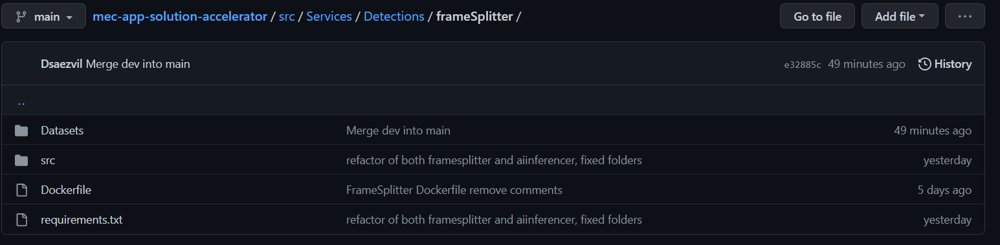 main mec-app-solution-accelerator / src / Services / Detections / frameSplitter / Go to file Add file ...
Dsaezvil Merge dev into main e32885c 49 minutes ago History
..
Datasets Merge dev into main 49 minutes ago
src refactor of both framesplitter and aiinferencer, fixed folders yesterday
Dockerfile FrameSplitter Dockerfile remove comments 5 days ago
requirements.txt refactor of both framesplitter and aiinferencer, fixed folders yesterday